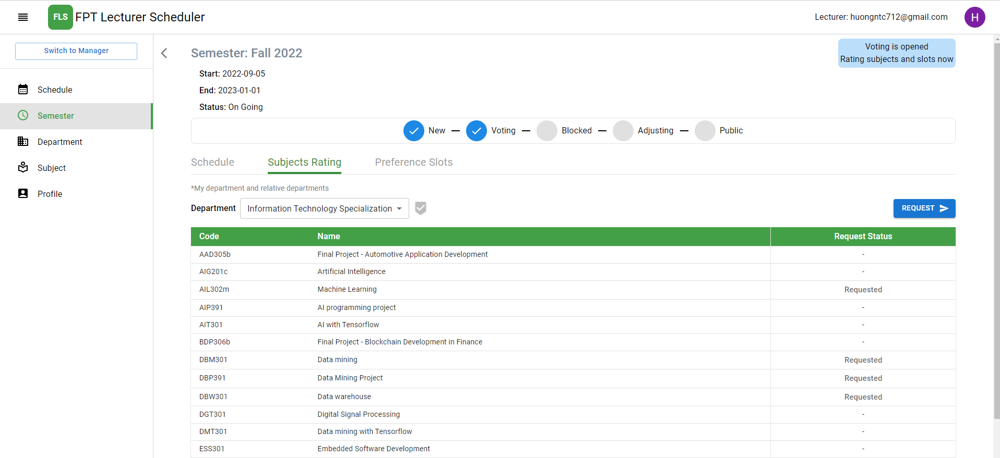 FLS FPT Lecturer Scheduler
Lecturer: huongntc712@gmail.com H
Switch to Manager
Schedule
Semester
Department
Subject
Profile
Semester: Fall 2022
Voting is opened
Rating subjects and slots now
Start: 2022-09-05
End: 2023-01-01
Status: On Going
New — Voting — Blocked — Adjusting — Public
Schedule Subjects Rating Preference Slots
*My department and relative departments
Department Information Technology Specialization REQUEST
Code Name Request Status
AAD305b Final Project - Automotive Application Development -
AIG201c Artificial Intelligence -
AIL302m Machine Learning Requested
AIP391 AI programming project -
AIT301 AI with Tensorflow -
BDP306b Final Project - Blockchain Development in Finance -
DBM301 Data mining Requested
DBP391 Data Mining Project Requested
DBW301 Data warehouse Requested
DGT301 Digital Signal Processing -
DMT301 Data mining with Tensorflow -
ESS301 Embedded Software Development -